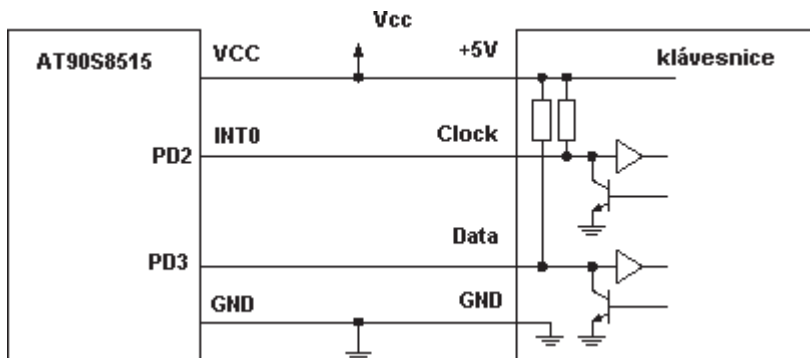 Vcc
AT90S8515
VCC
+5V
klávesnice
INT0
Clock
PD2
Data
PD3
GND
GND